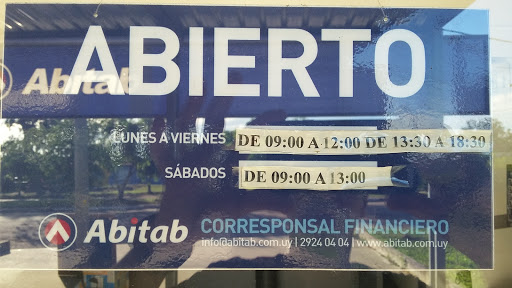 ABIERTO
Abitab
LUNES A VIERNES DE 09:00 A 12:00 DE 13:30 A 18:30
SÁBADOS DE 09:00 A 13:00
Abitab CORRESPONSAL FINANCIERO
info@abitab.com.uy | 2924 04 04 | www.abitab.com.uy